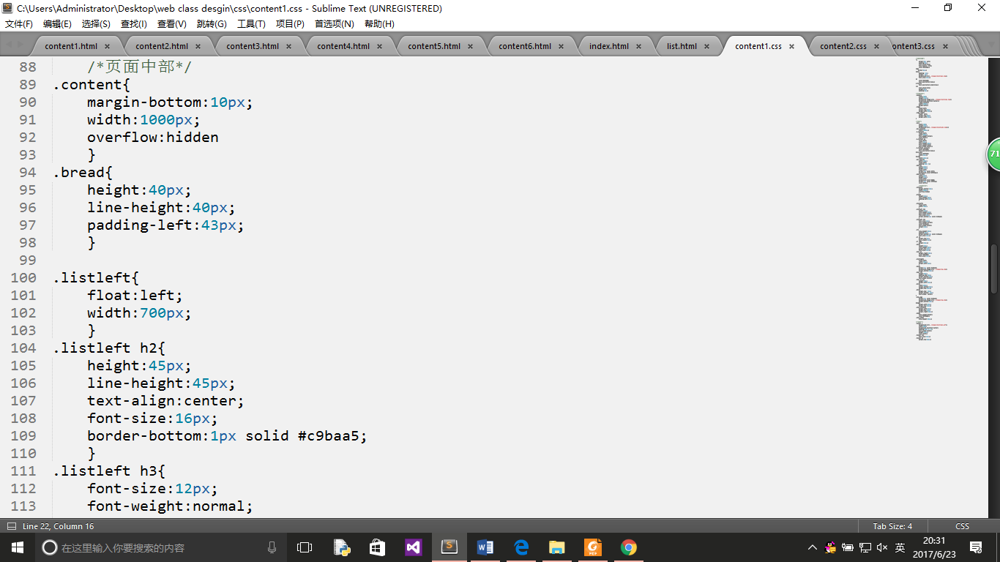 C:\Users\Administrator\Desktop\web class desgin\css\content1.css - Sublime Text (UNREGISTERED)
文件(F) 编辑(E) 选择(S) 查找(I) 查看(V) 跳转(G) 工具(T) 项目(P) 首选项(N) 帮助(H)
content1.html × content2.html × content3.html × content4.html × content5.html × content6.html × index.html × list.html × content1.css × content2.css × ontent3.css ×
88 /*页面中部*/
89 .content{
90 margin-bottom:10px;
91 width:1000px;
92 overflow:hidden
93 }
94 .bread{
95 height:40px;
96 line-height:40px;
97 padding-left:43px;
98 }
99
100 .listleft{
101 float:left;
102 width:700px;
103 }
104 .listleft h2{
105 height:45px;
106 line-height:45px;
107 text-align:center;
108 font-size:16px;
109 border-bottom:1px solid #c9baa5;
110 }
111 .listleft h3{
112 font-size:12px;
113 font-weight:normal;
71
Line 22, Column 16 Tab Size: 4 CSS
在这里输入你要搜索的内容
英 20:31
2017/6/23